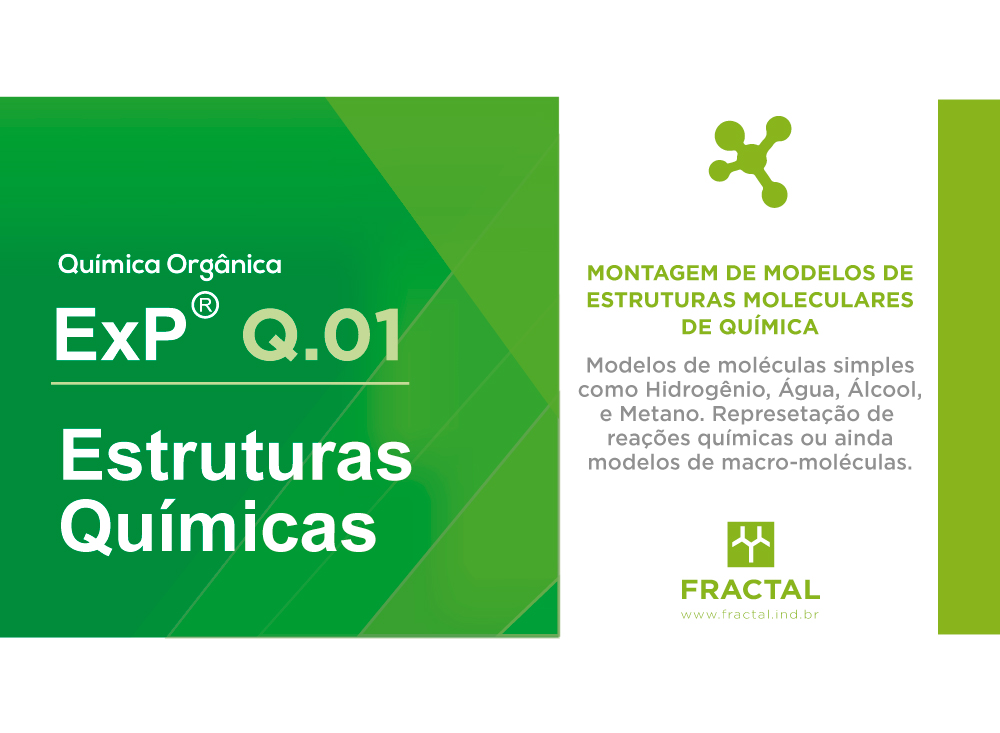 Química Orgânica
ExP® Q.01
Estruturas
Químicas
MONTAGEM DE MODELOS DE
ESTRUTURAS MOLECULARES
DE QUÍMICA
Modelos de moléculas simples
como Hidrogênio, Água, Álcool,
e Metano. Represetação de
reações químicas ou ainda
modelos de macro-moléculas.
FRACTAL
www.fractal.ind.br